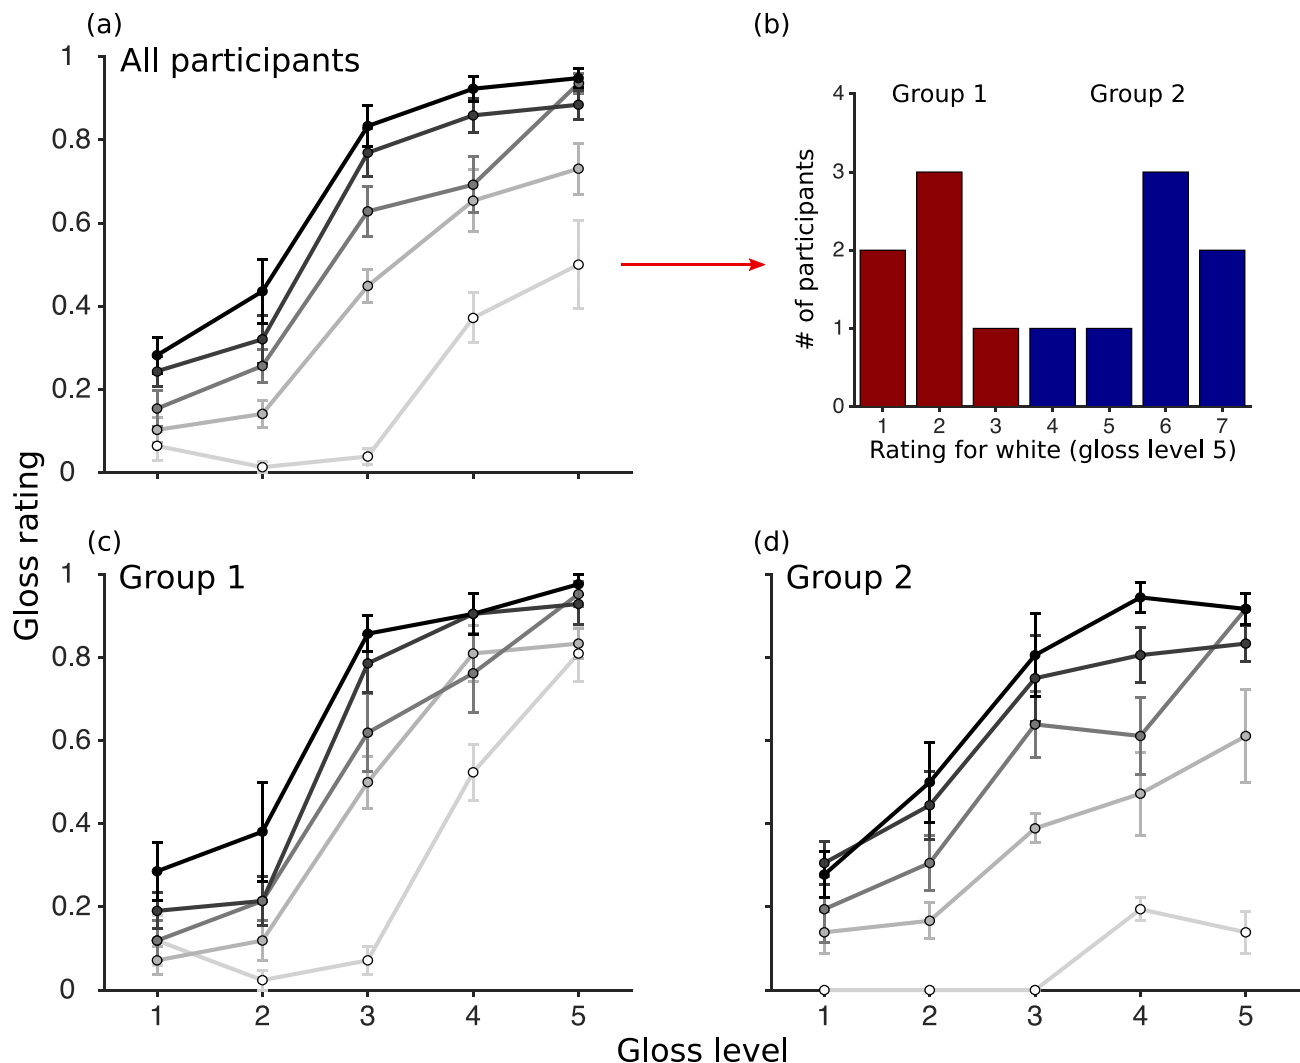 (a)
All participants
1
0.8
0.6
0.4
0.2
0
(b)
Group 1
Group 2
4
3
2
1
0
# of participants
1 2 3 4 5 6 7
Rating for white (gloss level 5)
Gloss rating
(c)
Group 1
1
0.8
0.6
0.4
0.2
0
1 2 3 4 5
(d)
Group 2
1 2 3 4 5
Gloss level